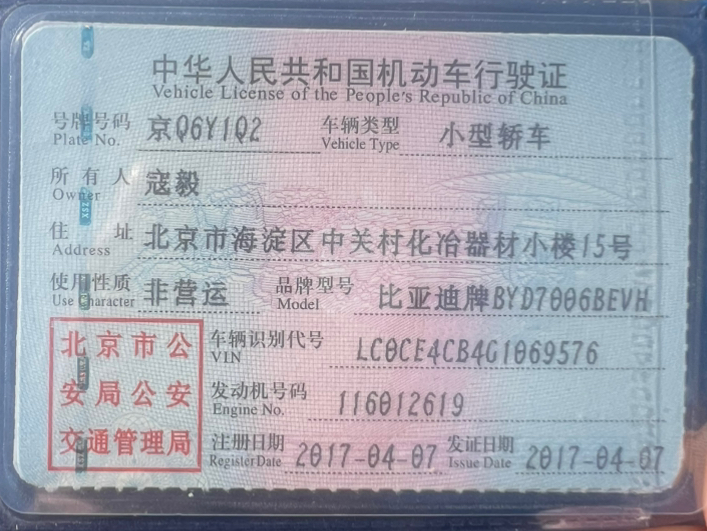 中华人民共和国机动车行驶证
Vehicle License of the People's Republic of China
号牌号码 京Q6Y1Q2 车辆类型 小型轿车
Plate No. Vehicle Type
所有人 寇毅
Owner
住址 北京市海淀区中关村化冶器材小楼15号
Address
使用性质 非营运 品牌型号 比亚迪牌BYD7006BEVH
Use Character Model
北京市公 车辆识别代号 LC0CE4CB4G1069576
VIN
安局公安 发动机号码 116012619
Engine No.
交通管理局 注册日期 2017-04-07 发证日期 2017-04-07
Register Date Issue Date